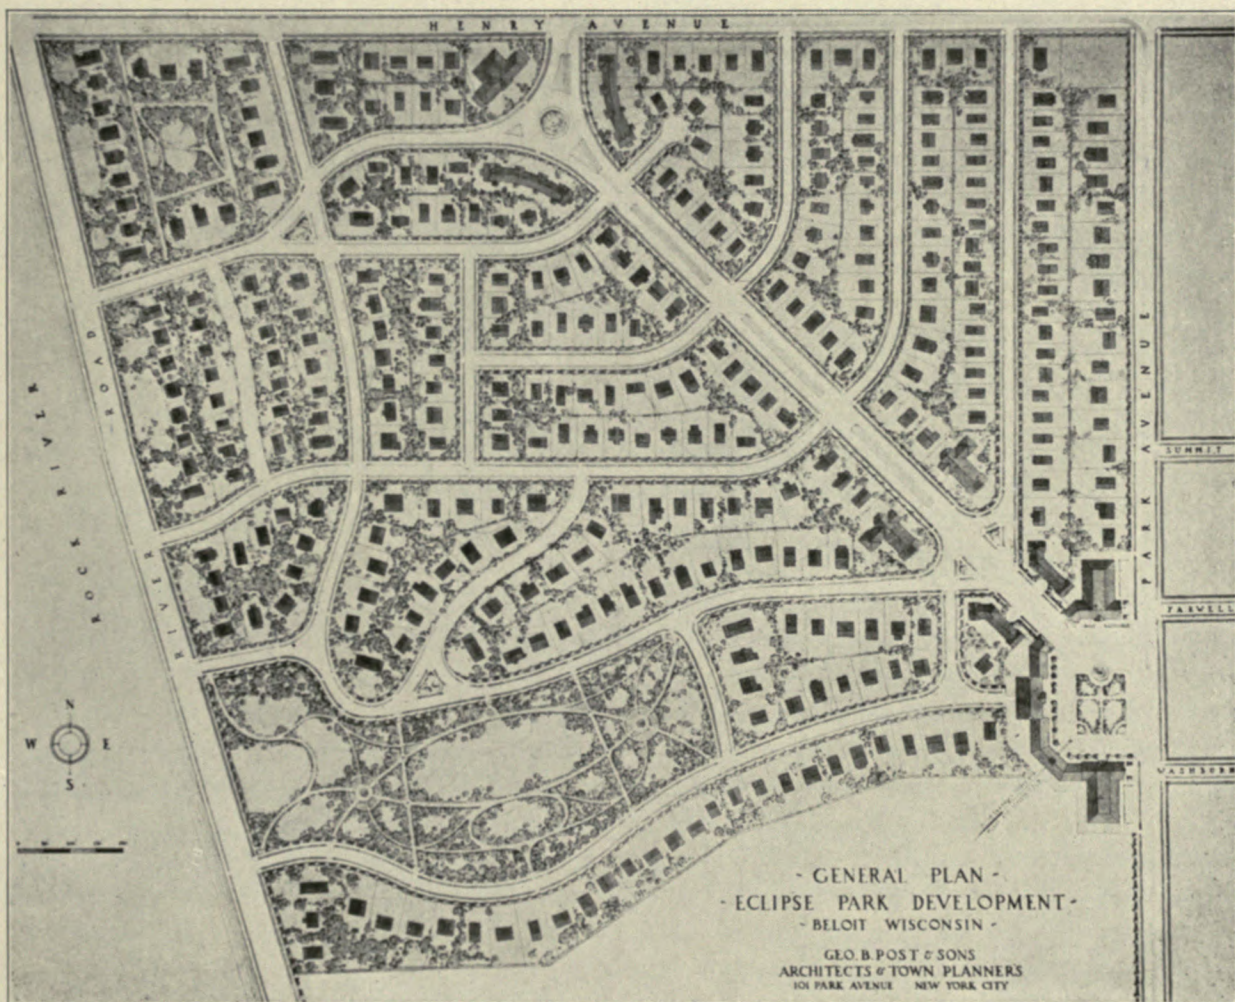 HENRY AVENUE
ROCK RIVER
RIVER ROAD
PARK AVENUE
SUMMIT
FARWELL
WASHBURN
N
W E
S
- GENERAL PLAN -
- ECLIPSE PARK DEVELOPMENT -
- BELOIT WISCONSIN -
GEO. B. POST & SONS
ARCHITECTS & TOWN PLANNERS
101 PARK AVENUE NEW YORK CITY